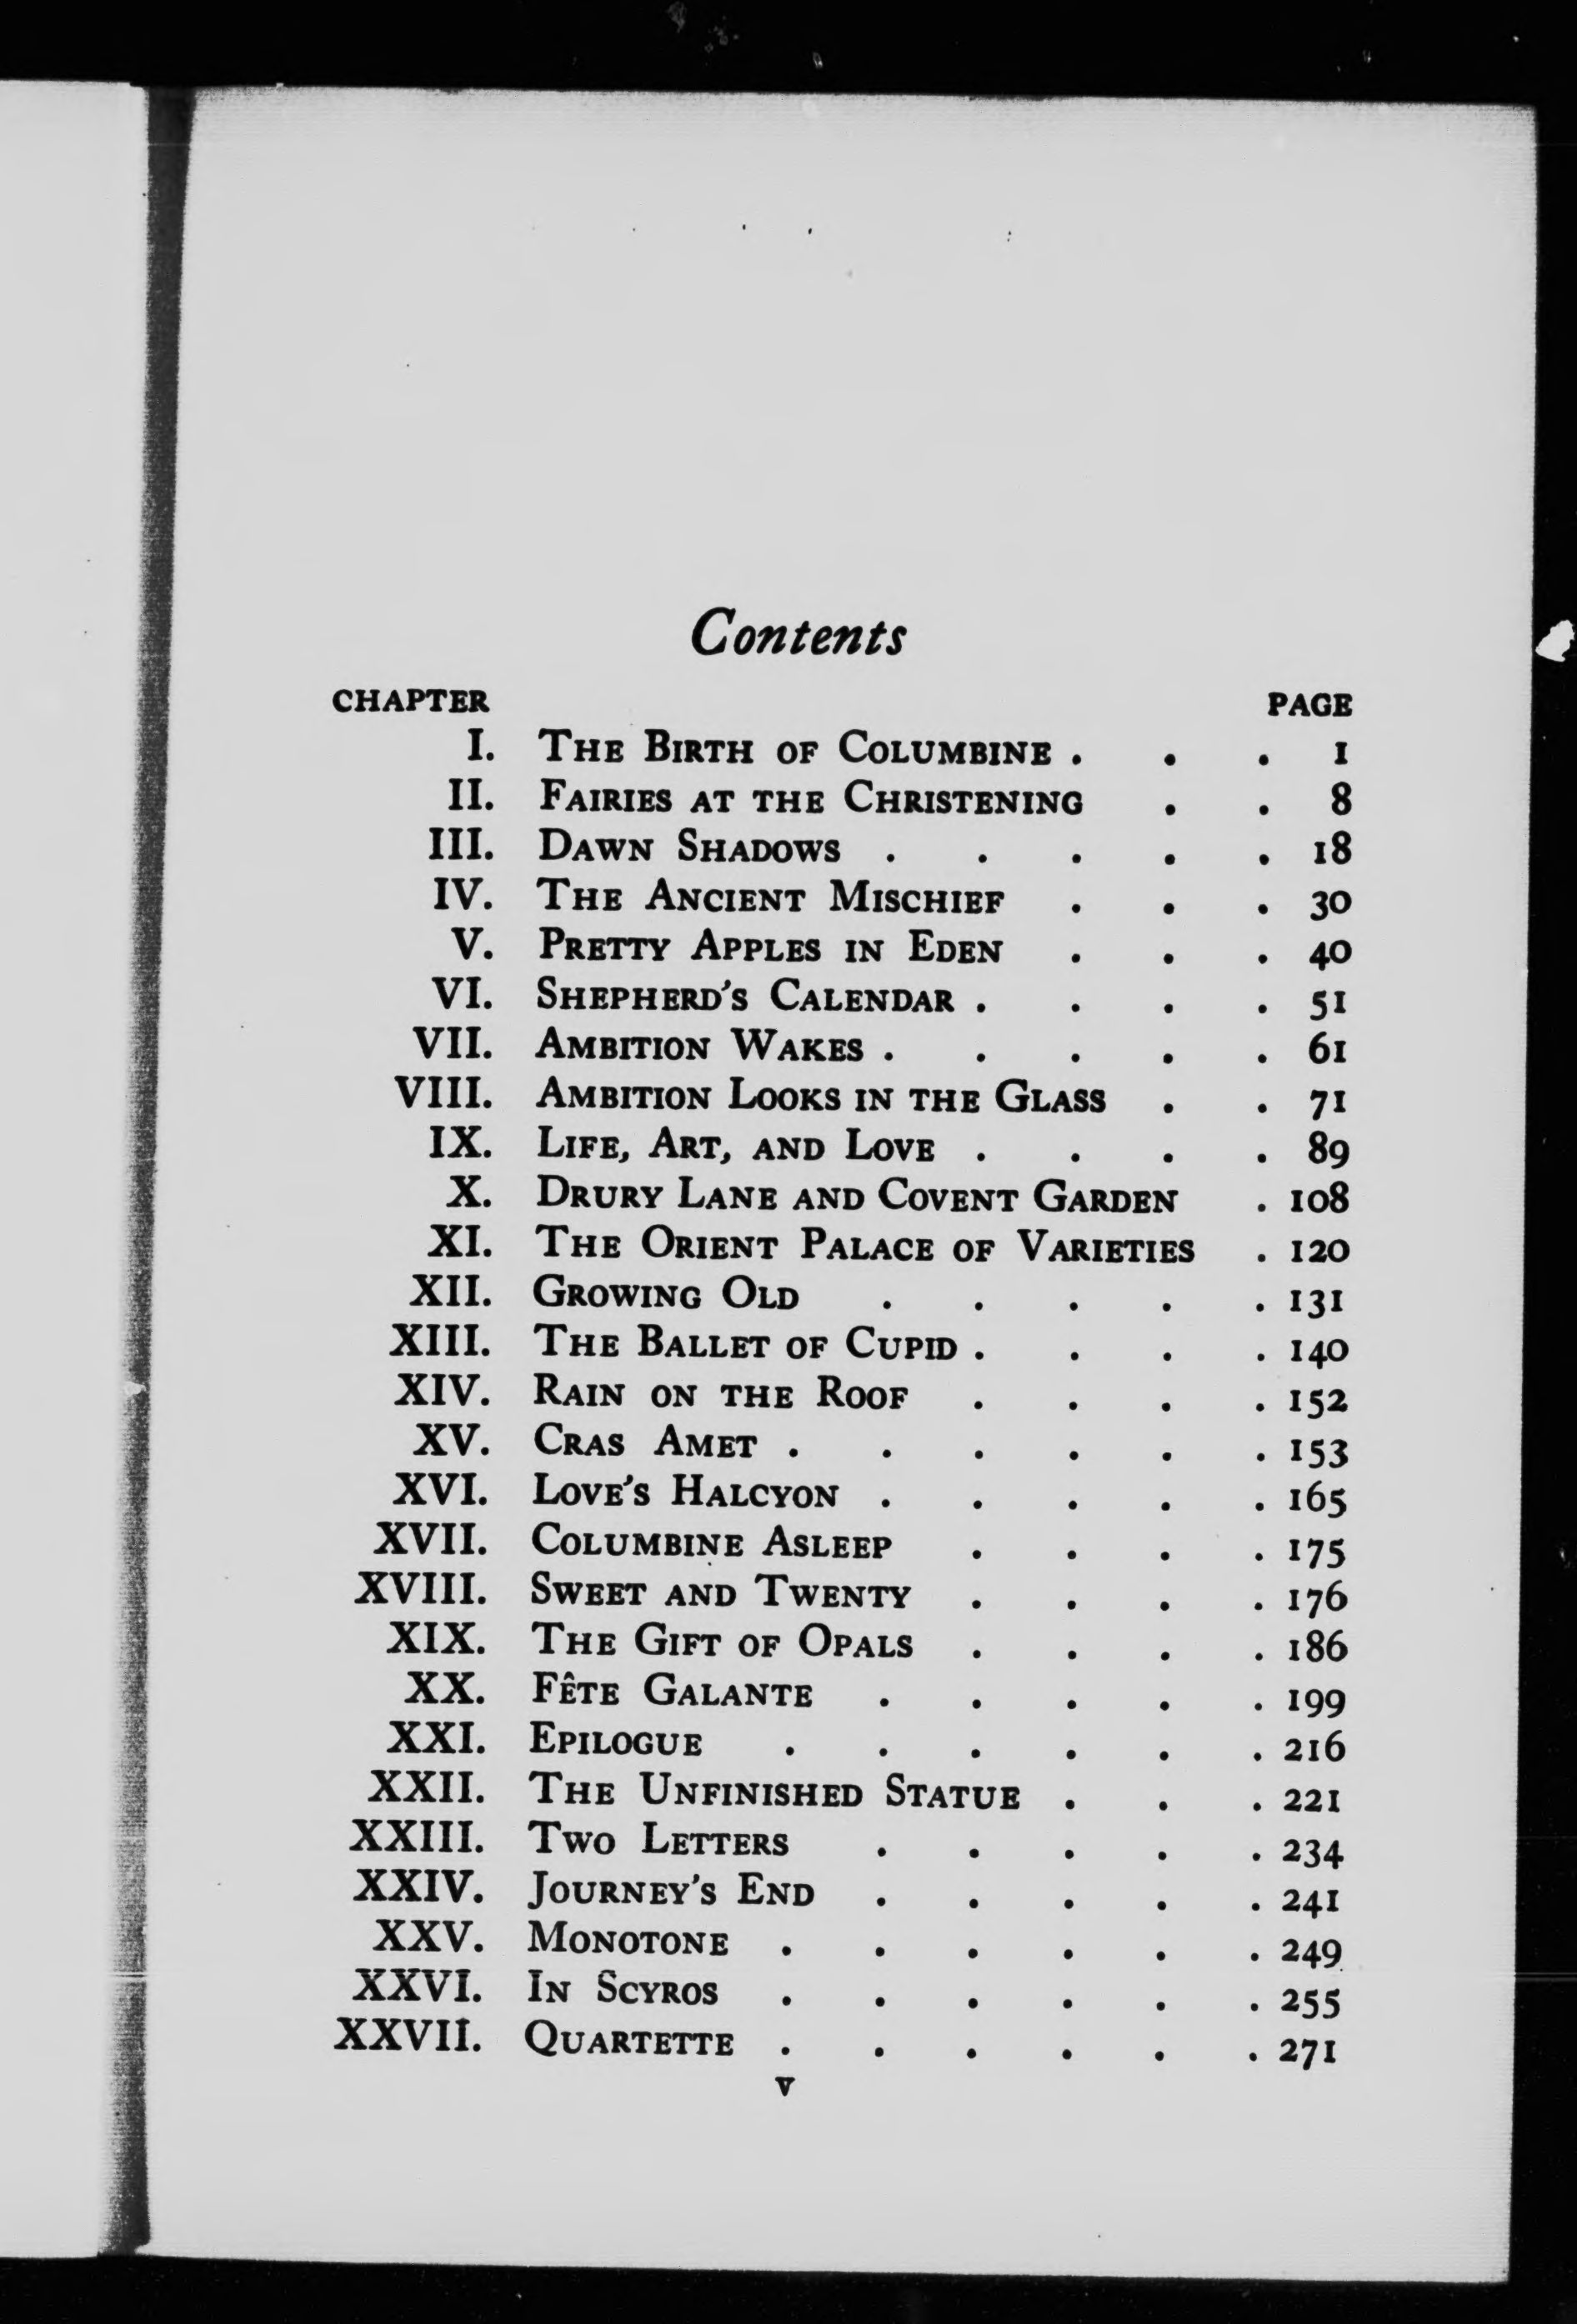 Contents
CHAPTER PAGE
I. THE BIRTH OF COLUMBINE . . . 1
II. FAIRIES AT THE CHRISTENING . . 8
III. DAWN SHADOWS . . . . . 18
IV. THE ANCIENT MISCHIEF . . . 30
V. PRETTY APPLES IN EDEN . . . 40
VI. SHEPHERD'S CALENDAR . . . . 51
VII. AMBITION WAKES . . . . . 61
VIII. AMBITION LOOKS IN THE GLASS . . 71
IX. LIFE, ART, AND LOVE . . . . 89
X. DRURY LANE AND COVENT GARDEN . 108
XI. THE ORIENT PALACE OF VARIETIES . 120
XII. GROWING OLD . . . . . 131
XIII. THE BALLET OF CUPID . . . . 140
XIV. RAIN ON THE ROOF . . . . 152
XV. CRAS AMET . . . . . . 153
XVI. LOVE'S HALCYON . . . . . 165
XVII. COLUMBINE ASLEEP . . . . 175
XVIII. SWEET AND TWENTY . . . . 176
XIX. THE GIFT OF OPALS . . . . 186
XX. FÊTE GALANTE . . . . . 199
XXI. EPILOGUE . . . . . . 216
XXII. THE UNFINISHED STATUE . . . 221
XXIII. TWO LETTERS . . . . . 234
XXIV. JOURNEY'S END . . . . . 241
XXV. MONOTONE . . . . . . 249
XXVI. IN SCYROS . . . . . . 255
XXVII. QUARTETTE . . . . . . 271
v